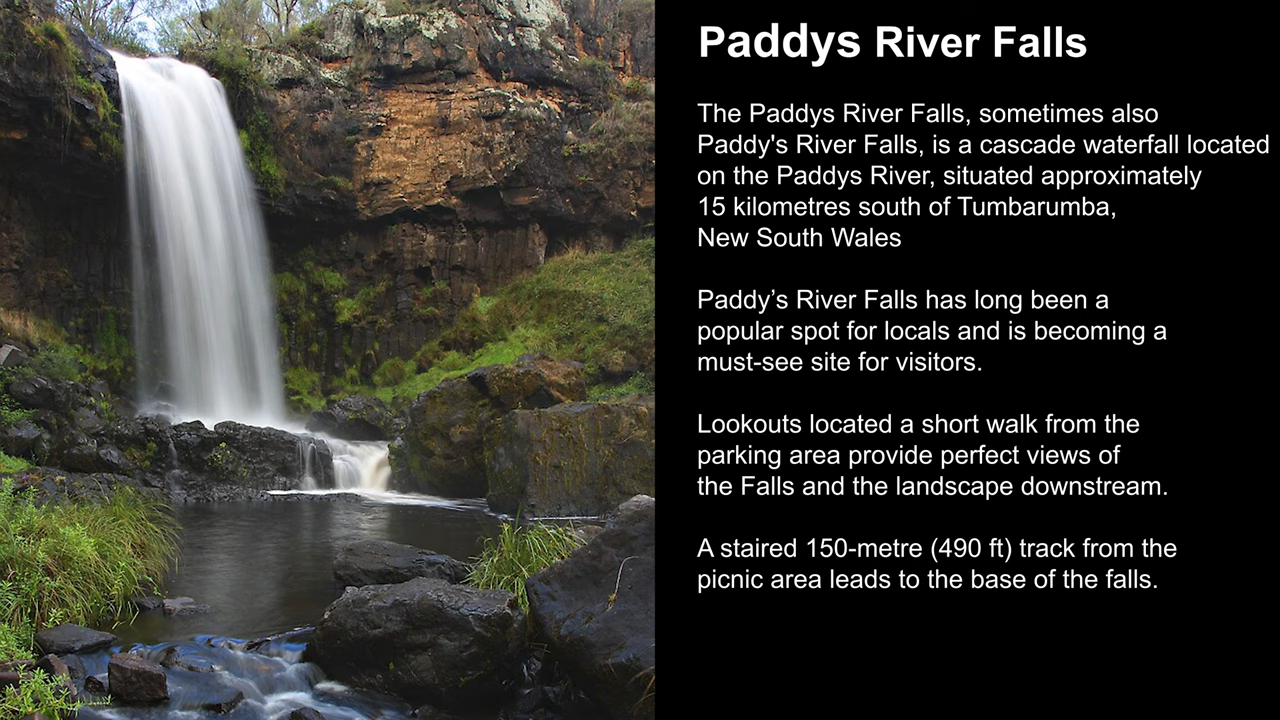 Paddys River Falls
The Paddys River Falls, sometimes also
Paddy's River Falls, is a cascade waterfall located
on the Paddys River, situated approximately
15 kilometres south of Tumbarumba,
New South Wales
Paddy’s River Falls has long been a
popular spot for locals and is becoming a
must-see site for visitors.
Lookouts located a short walk from the
parking area provide perfect views of
the Falls and the landscape downstream.
A staired 150-metre (490 ft) track from the
picnic area leads to the base of the falls.